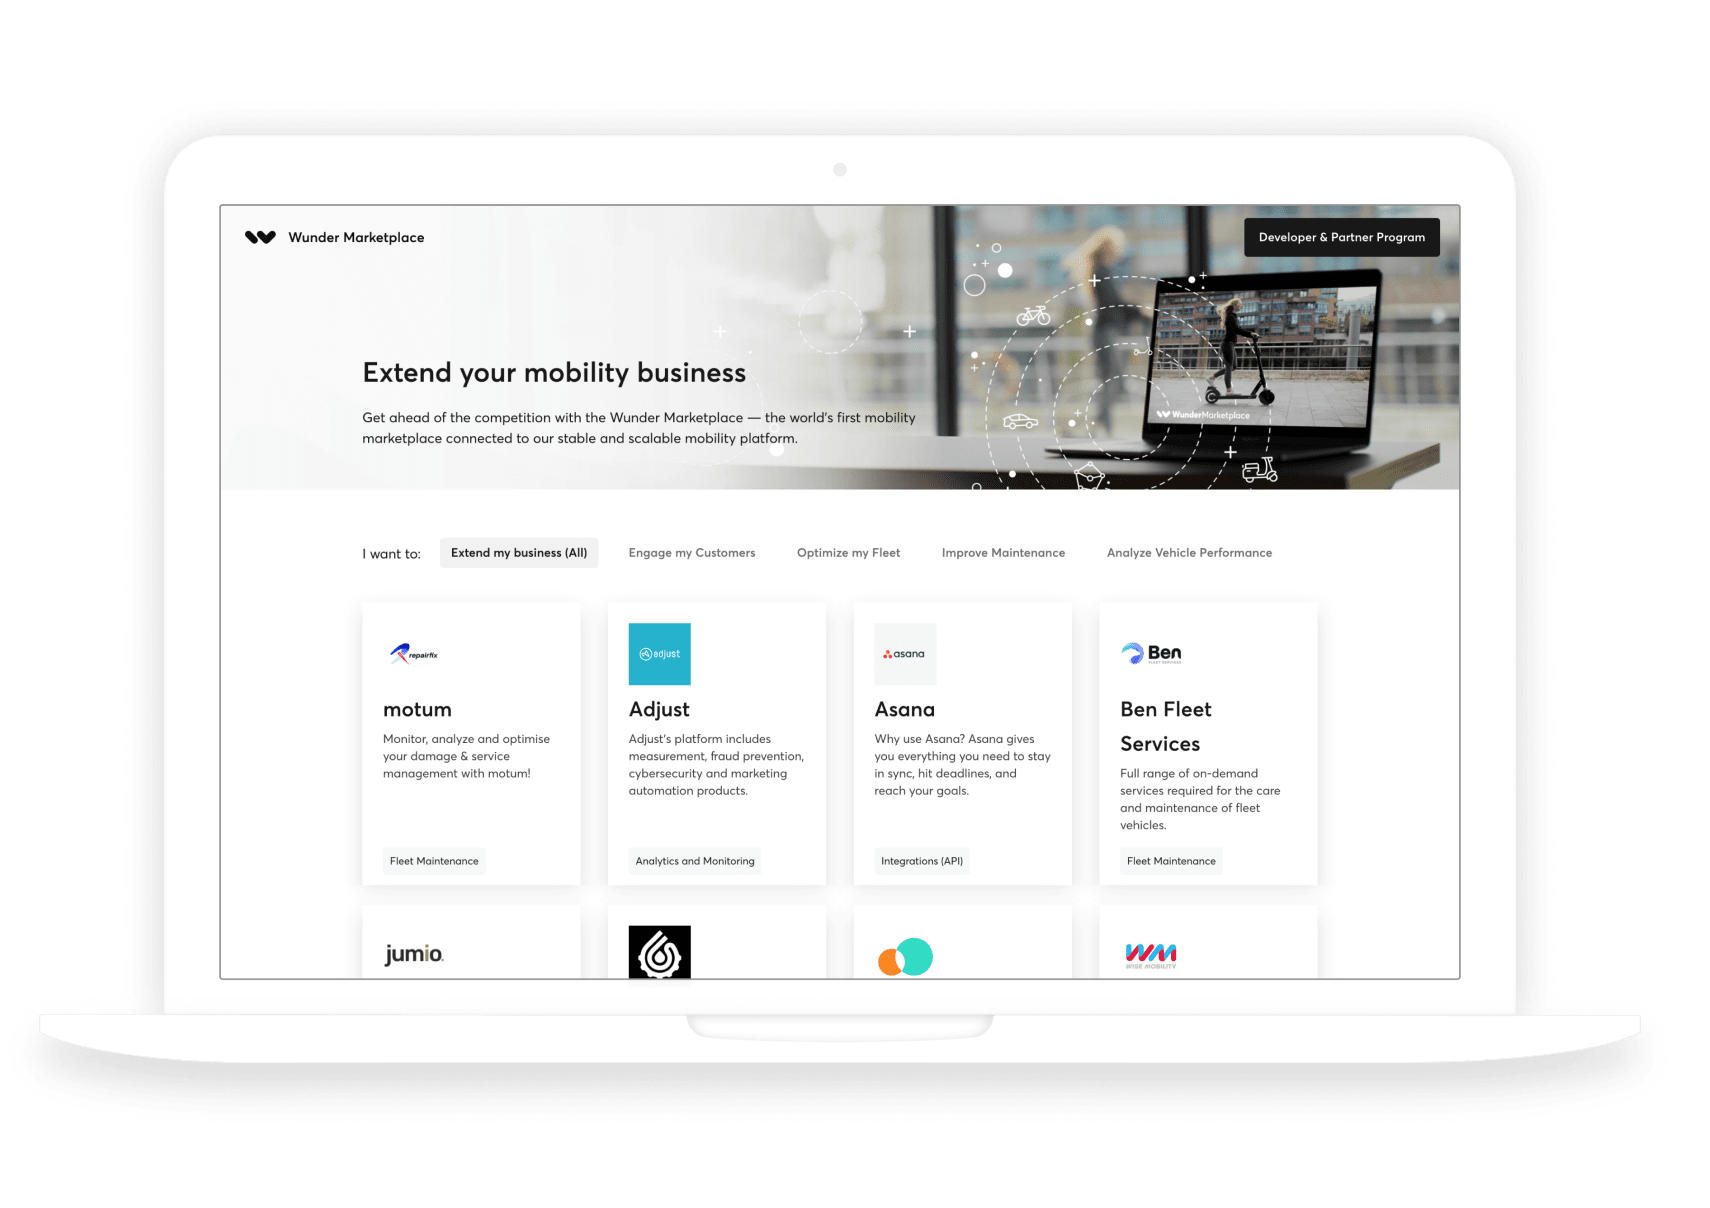 Wunder Marketplace
Developer & Partner Program
Extend your mobility business
Get ahead of the competition with the Wunder Marketplace — the world's first mobility
marketplace connected to our stable and scalable mobility platform.
WunderMarketplace
I want to:
Extend my business (All)
Engage my Customers
Optimize my Fleet
Improve Maintenance
Analyze Vehicle Performance
repairfix
motum
Monitor, analyze and optimise
your damage & service
management with motum!
Fleet Maintenance
adjust
Adjust
Adjust's platform includes
measurement, fraud prevention,
cybersecurity and marketing
automation products.
Analytics and Monitoring
asana
Asana
Why use Asana? Asana gives
you everything you need to stay
in sync, hit deadlines, and
reach your goals.
Integrations (API)
Ben
FLEET SERVICES
Ben Fleet
Services
Full range of on-demand
services required for the care
and maintenance of fleet
vehicles.
Fleet Maintenance
jumio.
WM
WISE MOBILITY